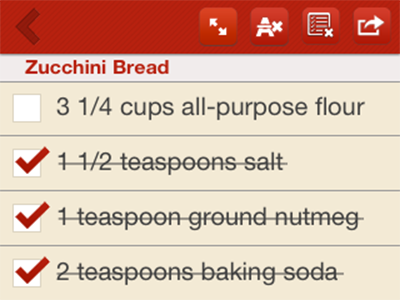 Zucchini Bread
3 1/4 cups all-purpose flour
1 1/2 teaspoons salt
1 teaspoon ground nutmeg
2 teaspoons baking soda